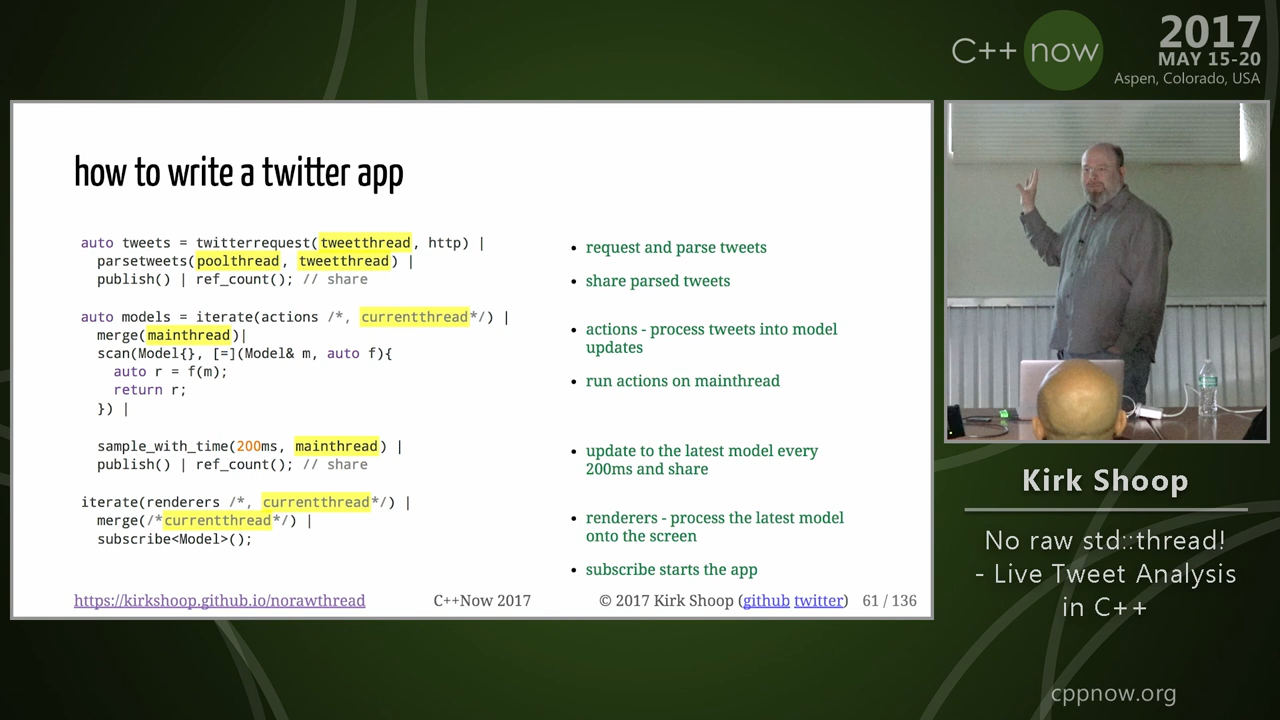 C++ now
2017
MAY 15-20
Aspen, Colorado, USA
how to write a twitter app
auto tweets = twitterrequest(tweetthread, http) |
parsetweets(poolthread, tweetthread) |
publish() | ref_count(); // share
auto models = iterate(actions /*, currentthread*/) |
merge(mainthread)|
scan(Model{}, [=](Model& m, auto f){
auto r = f(m);
return r;
}) |
sample_with_time(200ms, mainthread) |
publish() | ref_count(); // share
iterate(renderers /*, currentthread*/) |
merge(/*currentthread*/) |
subscribe<Model>();
• request and parse tweets
• share parsed tweets
• actions - process tweets into model
updates
• run actions on mainthread
• update to the latest model every
200ms and share
• renderers - process the latest model
onto the screen
• subscribe starts the app
https://kirkshoop.github.io/norawthread
C++Now 2017
© 2017 Kirk Shoop (github twitter)
61 / 136
Kirk Shoop
No raw std::thread!
- Live Tweet Analysis
in C++
cppnow.org